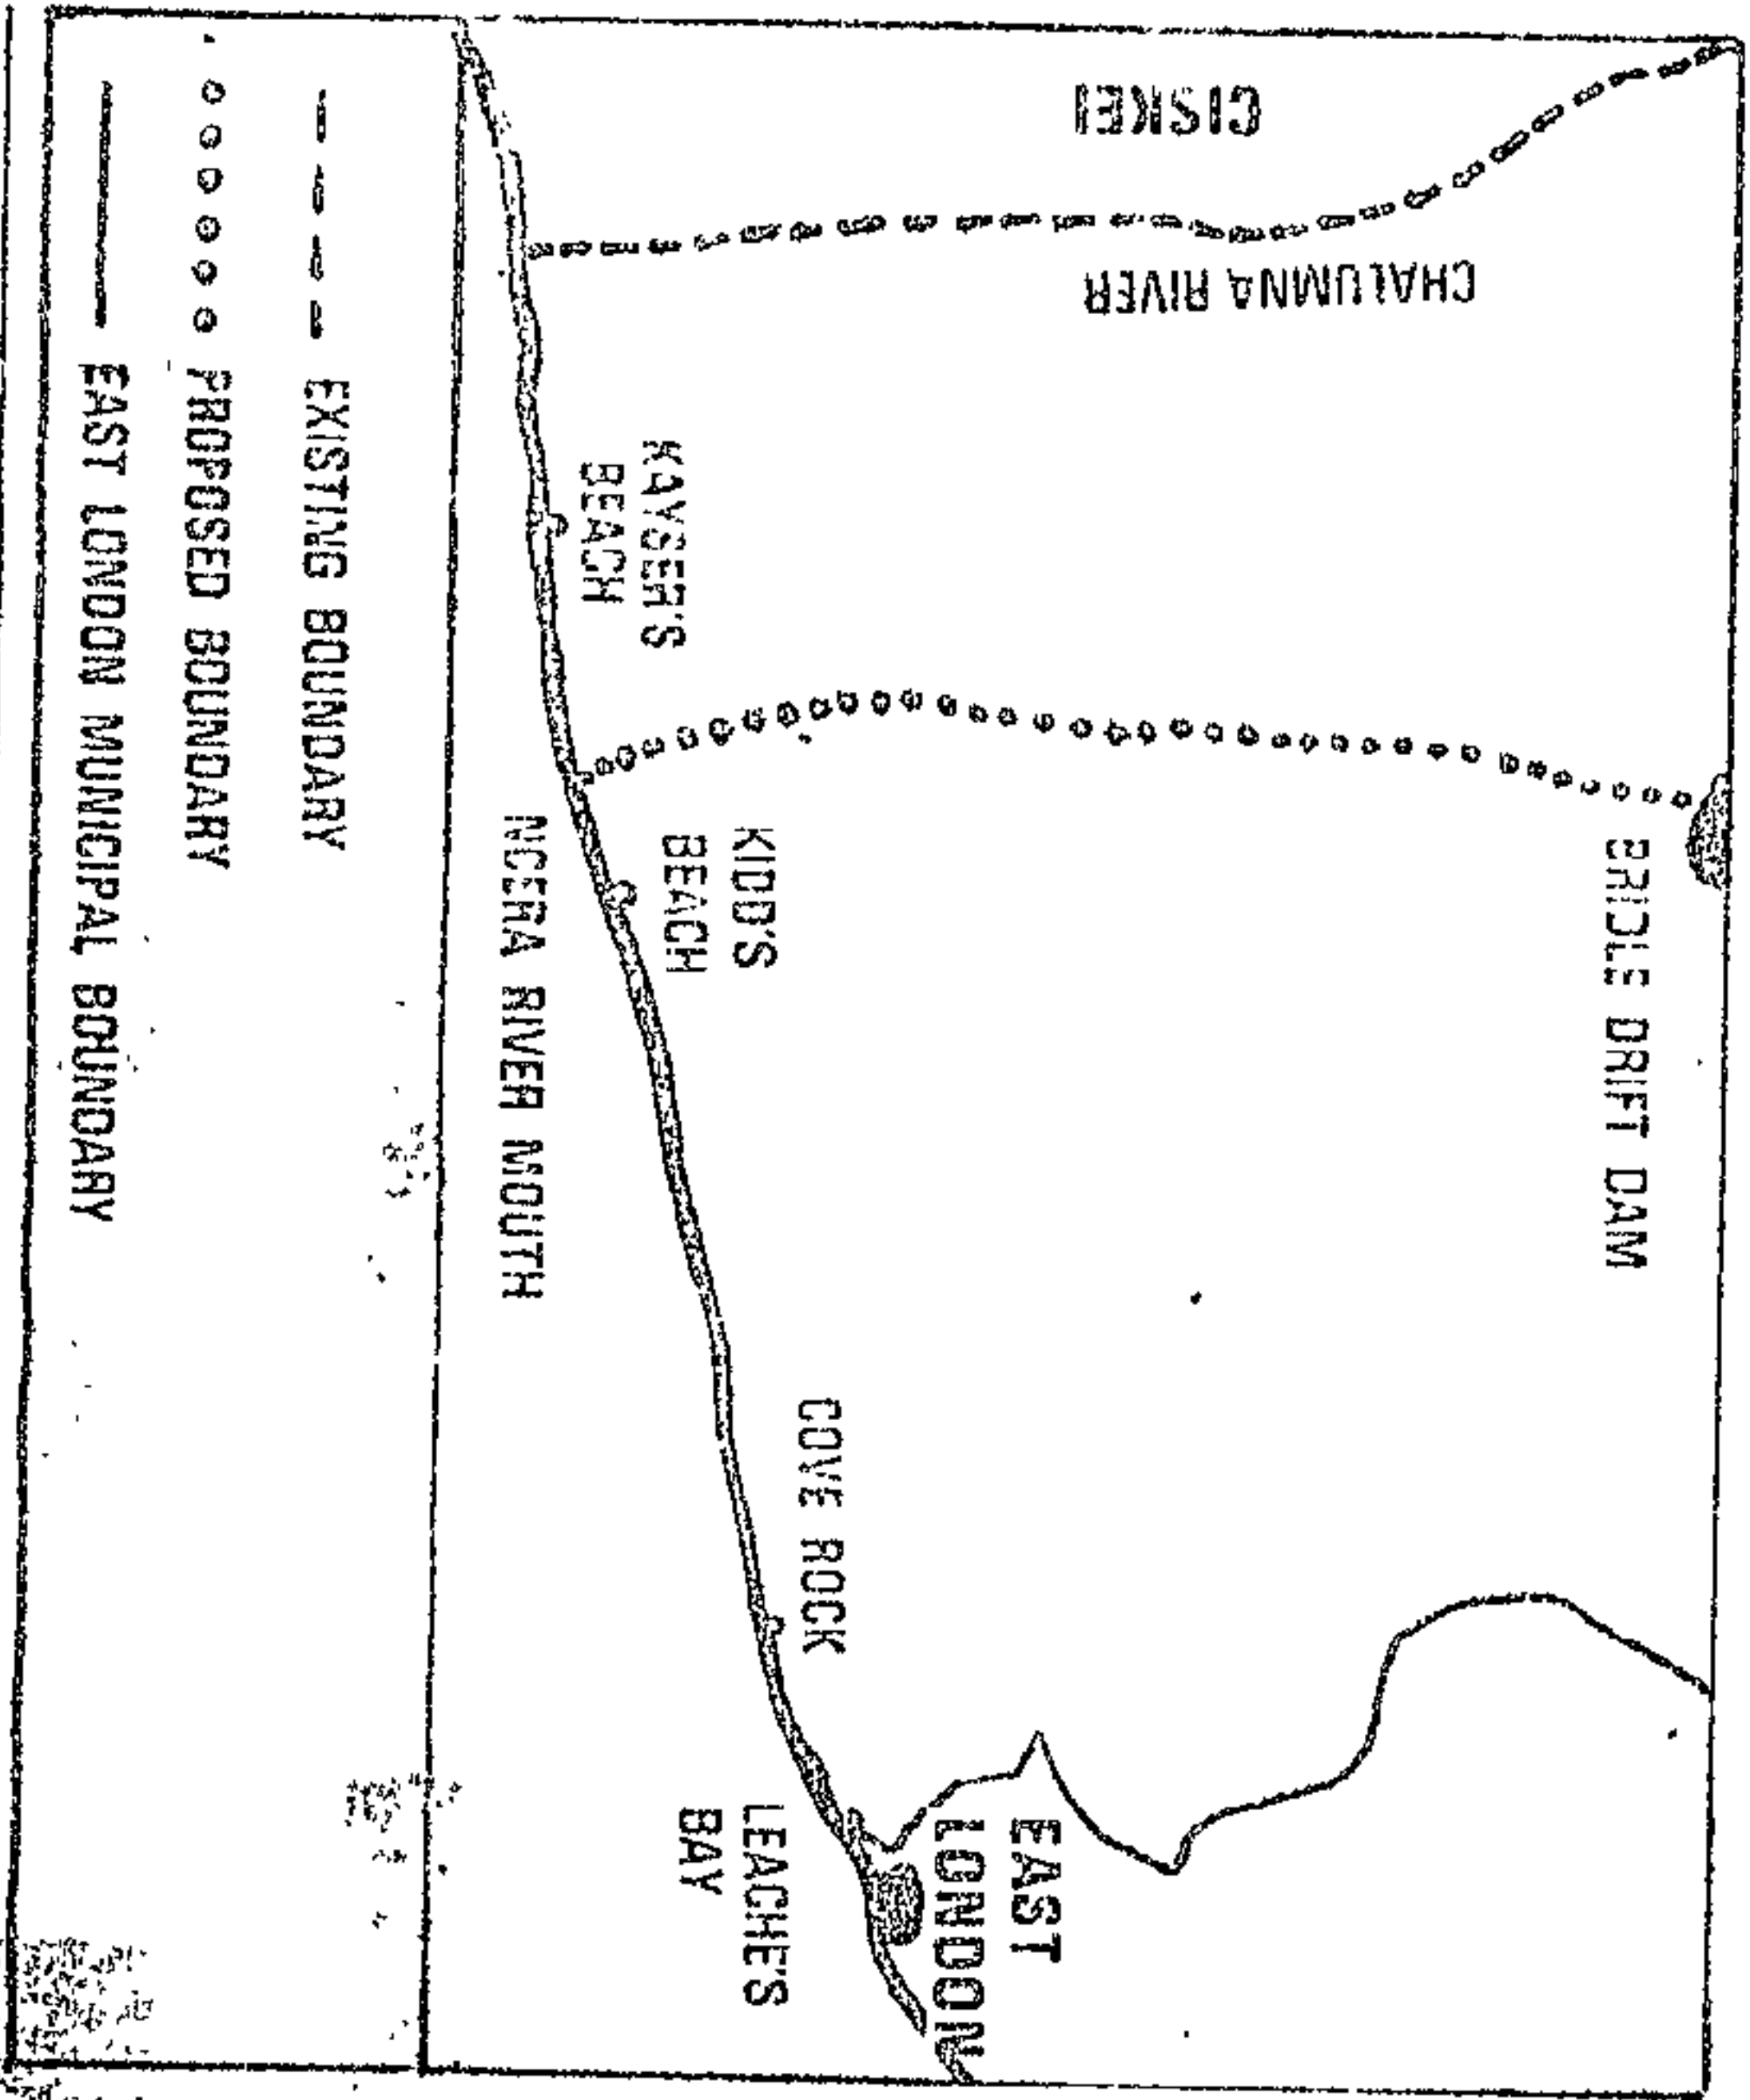 CISKEI
CHALUMNA RIVER
BRIDLE DRIFT DAM
KAYSER'S
BEACH
KIDD'S
BEACH
NCERA RIVER MOUTH
COVE ROCK
EAST
LONDON
LEACHE'S
BAY
EXISTING BOUNDARY
PROPOSED BOUNDARY
EAST LONDON MUNICIPAL BOUNDARY